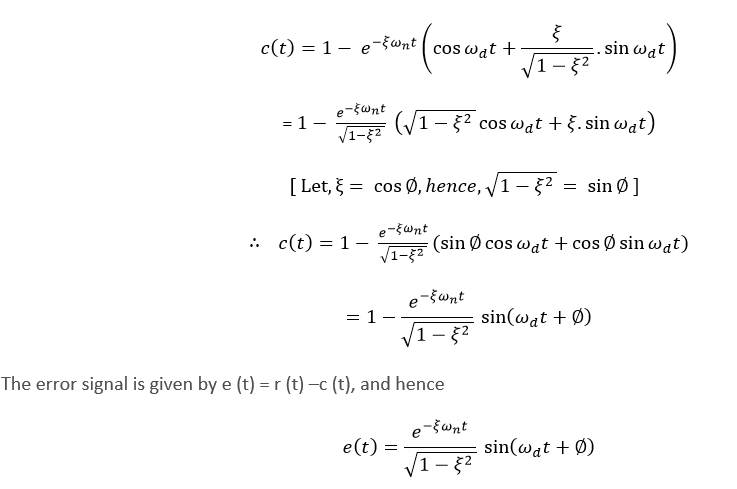 c(t) = 1 − e^{−ξω_n t} (cos ω_d t + ξ/√(1 − ξ²) . sin ω_d t)
= 1 − e^{−ξω_n t}/√(1−ξ²) (√(1 − ξ²) cos ω_d t + ξ. sin ω_d t)
[ Let, ξ = cos Ø, hence, √(1 − ξ²) = sin Ø ]
∴ c(t) = 1 − e^{−ξω_n t}/√(1−ξ²) (sin Ø cos ω_d t + cos Ø sin ω_d t)
= 1 − e^{−ξω_n t}/√(1 − ξ²) sin(ω_d t + Ø)
The error signal is given by e (t) = r (t) –c (t), and hence
e(t) = e^{−ξω_n t}/√(1 − ξ²) sin(ω_d t + Ø)